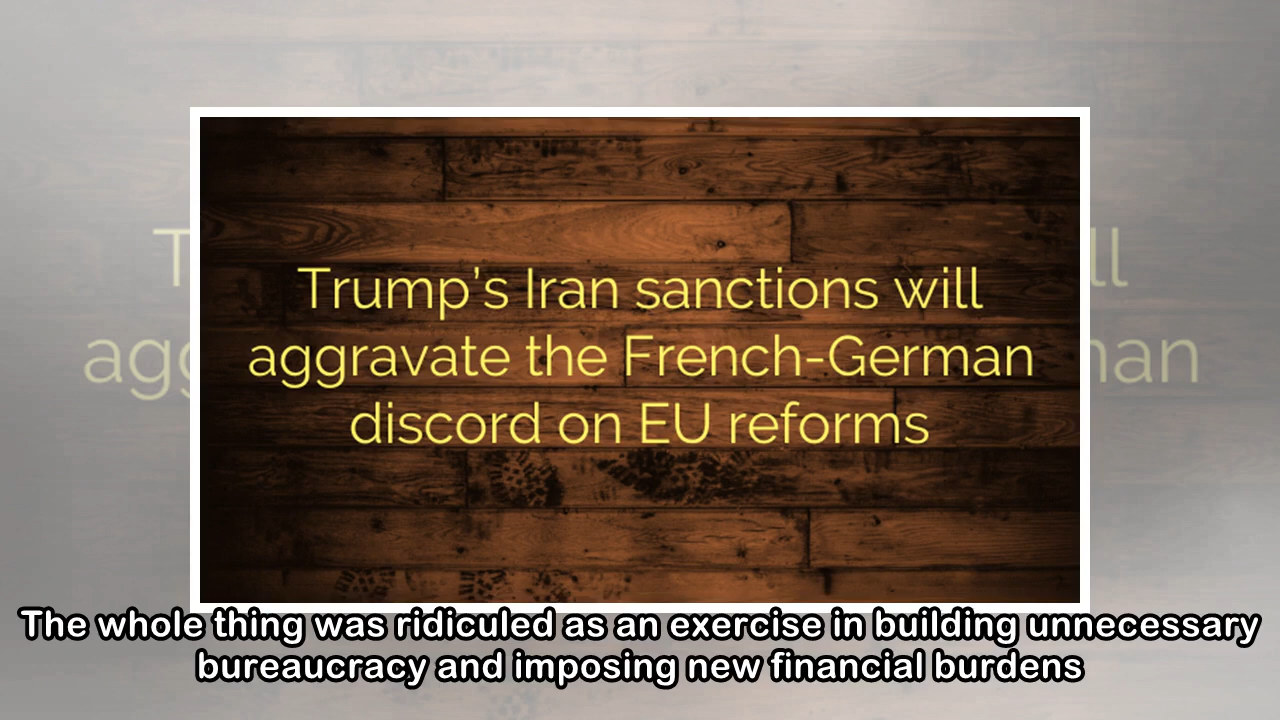 Trump's Iran sanctions will
aggravate the French-German
discord on EU reforms
The whole thing was ridiculed as an exercise in building unnecessary
bureaucracy and imposing new financial burdens